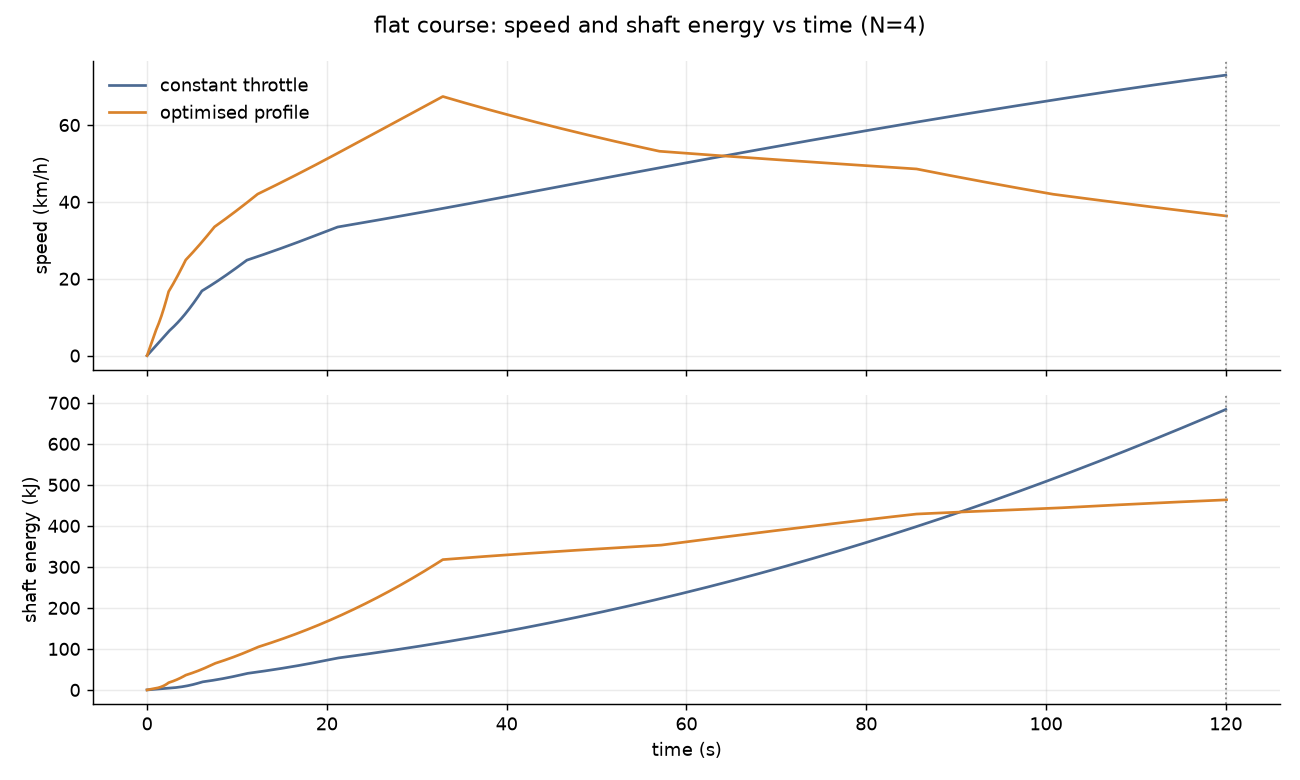 flat course: speed and shaft energy vs time (N=4)
constant throttle
optimised profile
speed (km/h)
60
40
20
0
shaft energy (kJ)
700
600
500
400
300
200
100
0
0 20 40 60 80 100 120
time (s)